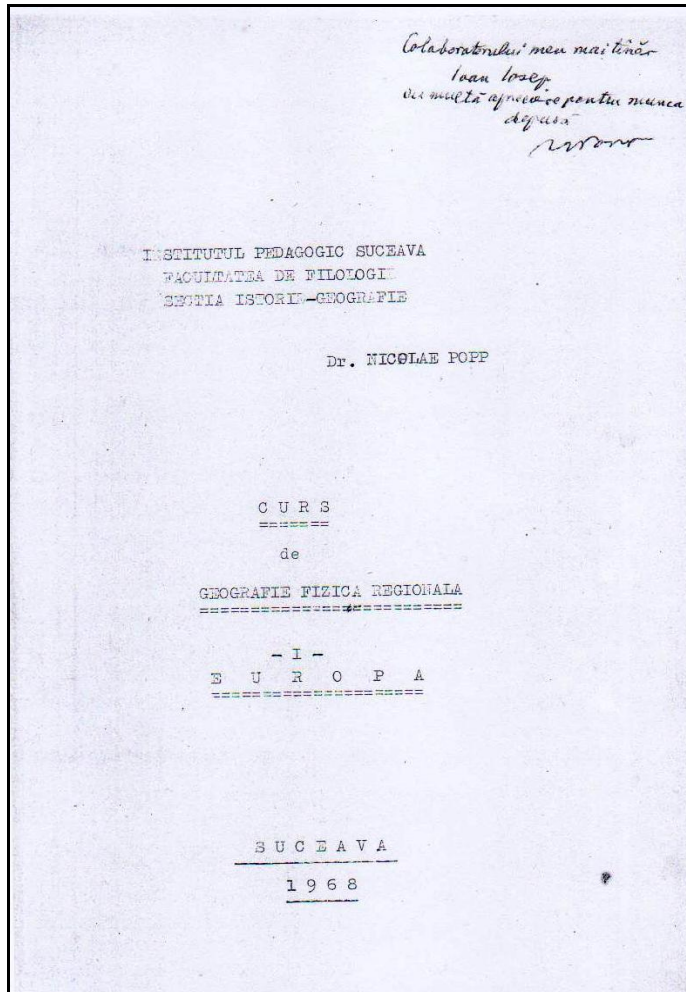 Colaboratorului meu mai tînăr
Ioan Iosep
cu multă apreciere pentru munca
depusă
INSTITUTUL PEDAGOGIC SUCEAVA
FACULTATEA DE FILOLOGIE
SECTIA ISTORIE-GEOGRAFIE
Dr. NICOLAE POPP
C U R S
=======
de
GEOGRAFIE FIZICA REGIONALA
==========================
- I -
E U R O P A
=====================
S U C E A V A
1 9 6 8